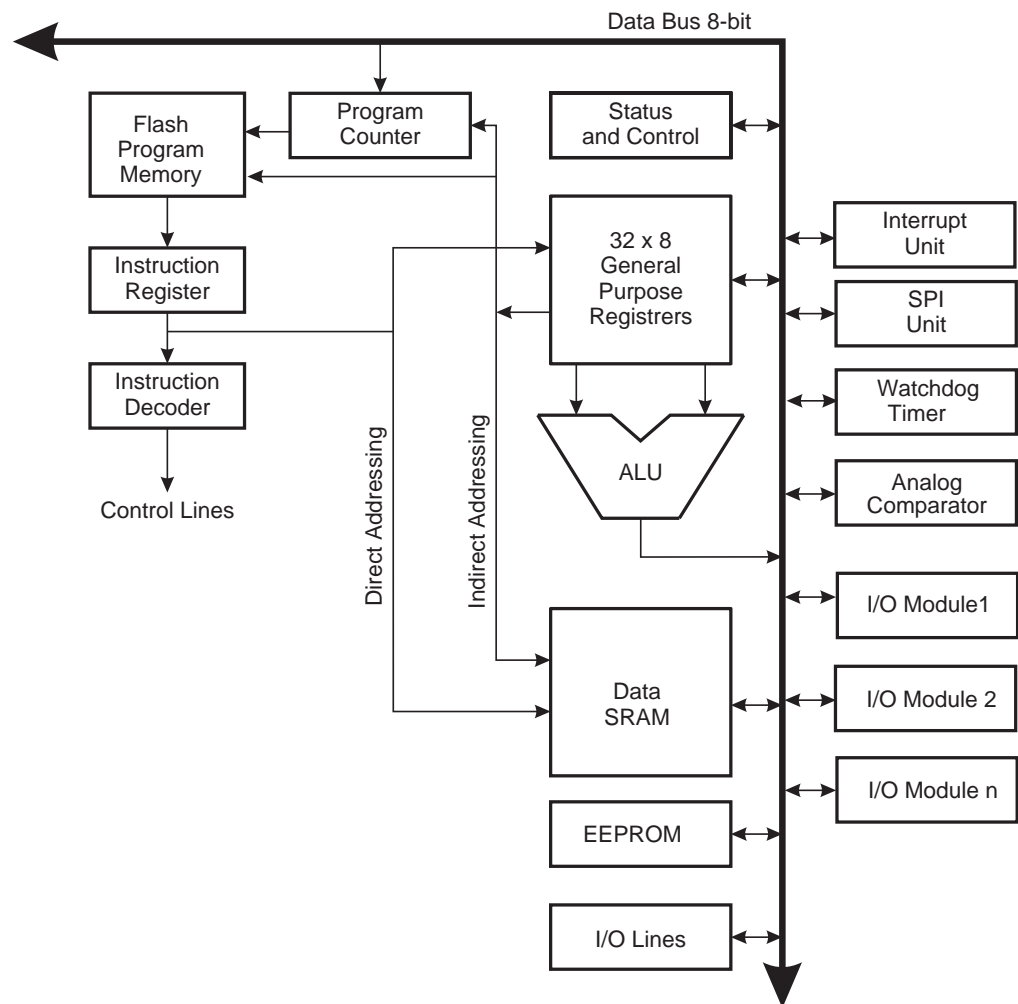 Data Bus 8-bit
Flash
Program
Memory
Program
Counter
Status
and Control
32 x 8
General
Purpose
Registrers
Instruction
Register
Instruction
Decoder
Control Lines
Direct Addressing
Indirect Addressing
ALU
Interrupt
Unit
SPI
Unit
Watchdog
Timer
Analog
Comparator
I/O Module1
Data
SRAM
I/O Module 2
I/O Module n
EEPROM
I/O Lines